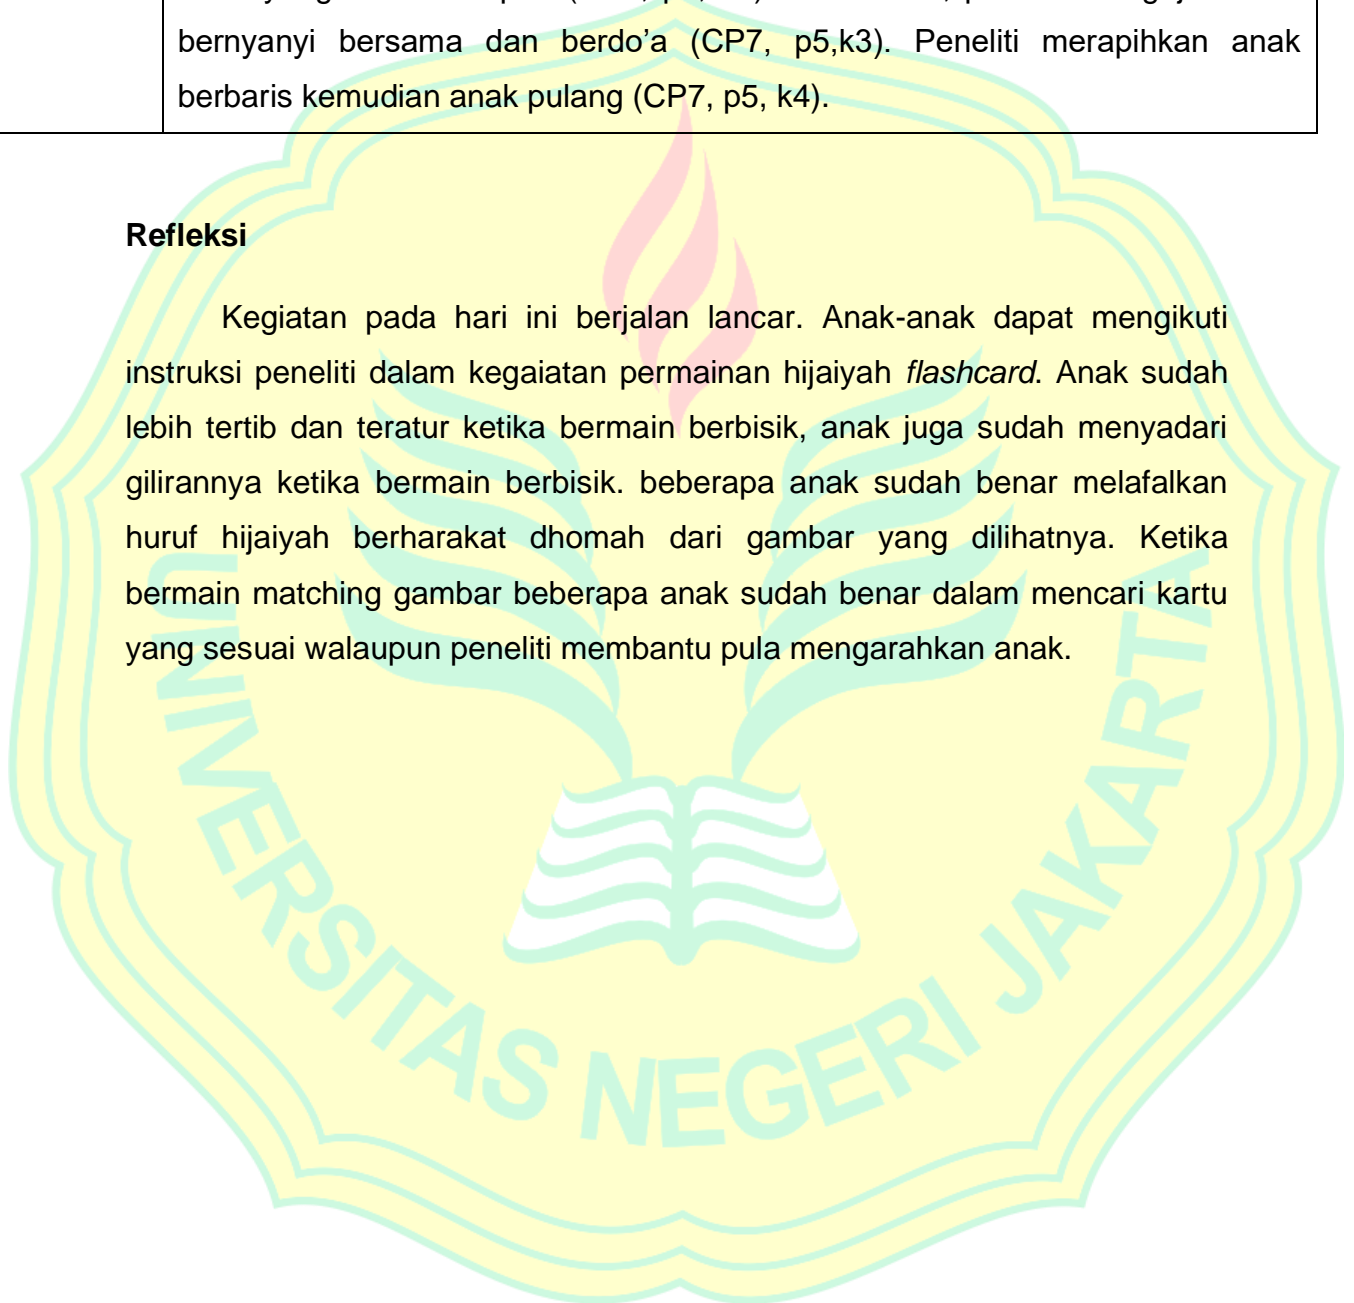 bernyanyi bersama dan berdo’a (CP7, p5,k3). Peneliti merapihkan anak
berbaris kemudian anak pulang (CP7, p5, k4).
Refleksi
Kegiatan pada hari ini berjalan lancar. Anak-anak dapat mengikuti
instruksi peneliti dalam kegaiatan permainan hijaiyah flashcard. Anak sudah
lebih tertib dan teratur ketika bermain berbisik, anak juga sudah menyadari
gilirannya ketika bermain berbisik. beberapa anak sudah benar melafalkan
huruf hijaiyah berharakat dhomah dari gambar yang dilihatnya. Ketika
bermain matching gambar beberapa anak sudah benar dalam mencari kartu
yang sesuai walaupun peneliti membantu pula mengarahkan anak.
UNIVERSITAS NEGERI JAKARTA